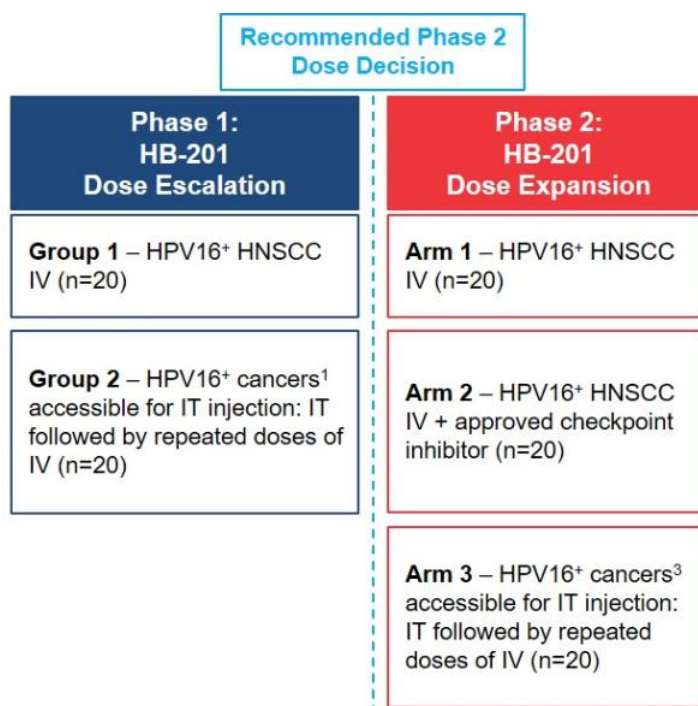 Recommended Phase 2
Dose Decision
Phase 1:
HB-201
Dose Escalation
Group 1 – HPV16⁺ HNSCC
IV (n=20)
Group 2 – HPV16⁺ cancers¹
accessible for IT injection: IT
followed by repeated doses of
IV (n=20)
Phase 2:
HB-201
Dose Expansion
Arm 1 – HPV16⁺ HNSCC
IV (n=20)
Arm 2 – HPV16⁺ HNSCC
IV + approved checkpoint
inhibitor (n=20)
Arm 3 – HPV16⁺ cancers³
accessible for IT injection:
IT followed by repeated
doses of IV (n=20)